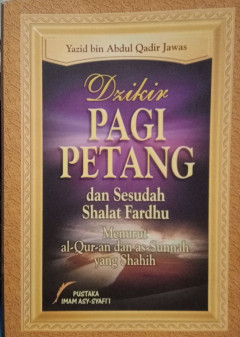 Yazid bin Abdul Qadir Jawas
Dzikir
PAGI
PETANG
dan Sesudah
Shalat Fardhu
Menurut
al-Qur-an dan as-Sunnah
yang Shahih
PUSTAKA
IMAM ASY-SYAFI'I